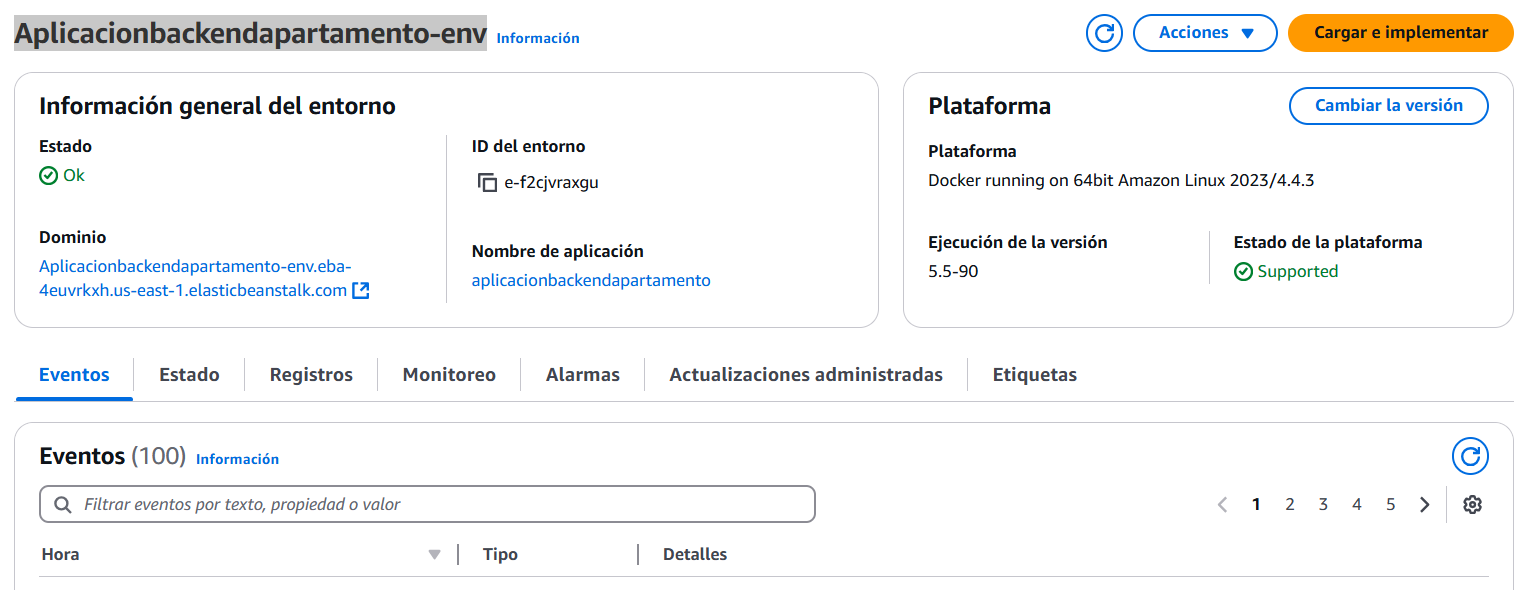 Aplicacionbackendapartamento-env Información
Acciones
Cargar e implementar
Información general del entorno
Estado
Ok
ID del entorno
e-f2cjvraxgu
Dominio
Aplicacionbackendapartamento-env.eba-
4euvrkxh.us-east-1.elasticbeanstalk.com
Nombre de aplicación
aplicacionbackendapartamento
Plataforma
Cambiar la versión
Plataforma
Docker running on 64bit Amazon Linux 2023/4.4.3
Ejecución de la versión
5.5-90
Estado de la plataforma
Supported
Eventos
Estado
Registros
Monitoreo
Alarmas
Actualizaciones administradas
Etiquetas
Eventos (100) Información
Filtrar eventos por texto, propiedad o valor
1 2 3 4 5
Hora
Tipo
Detalles